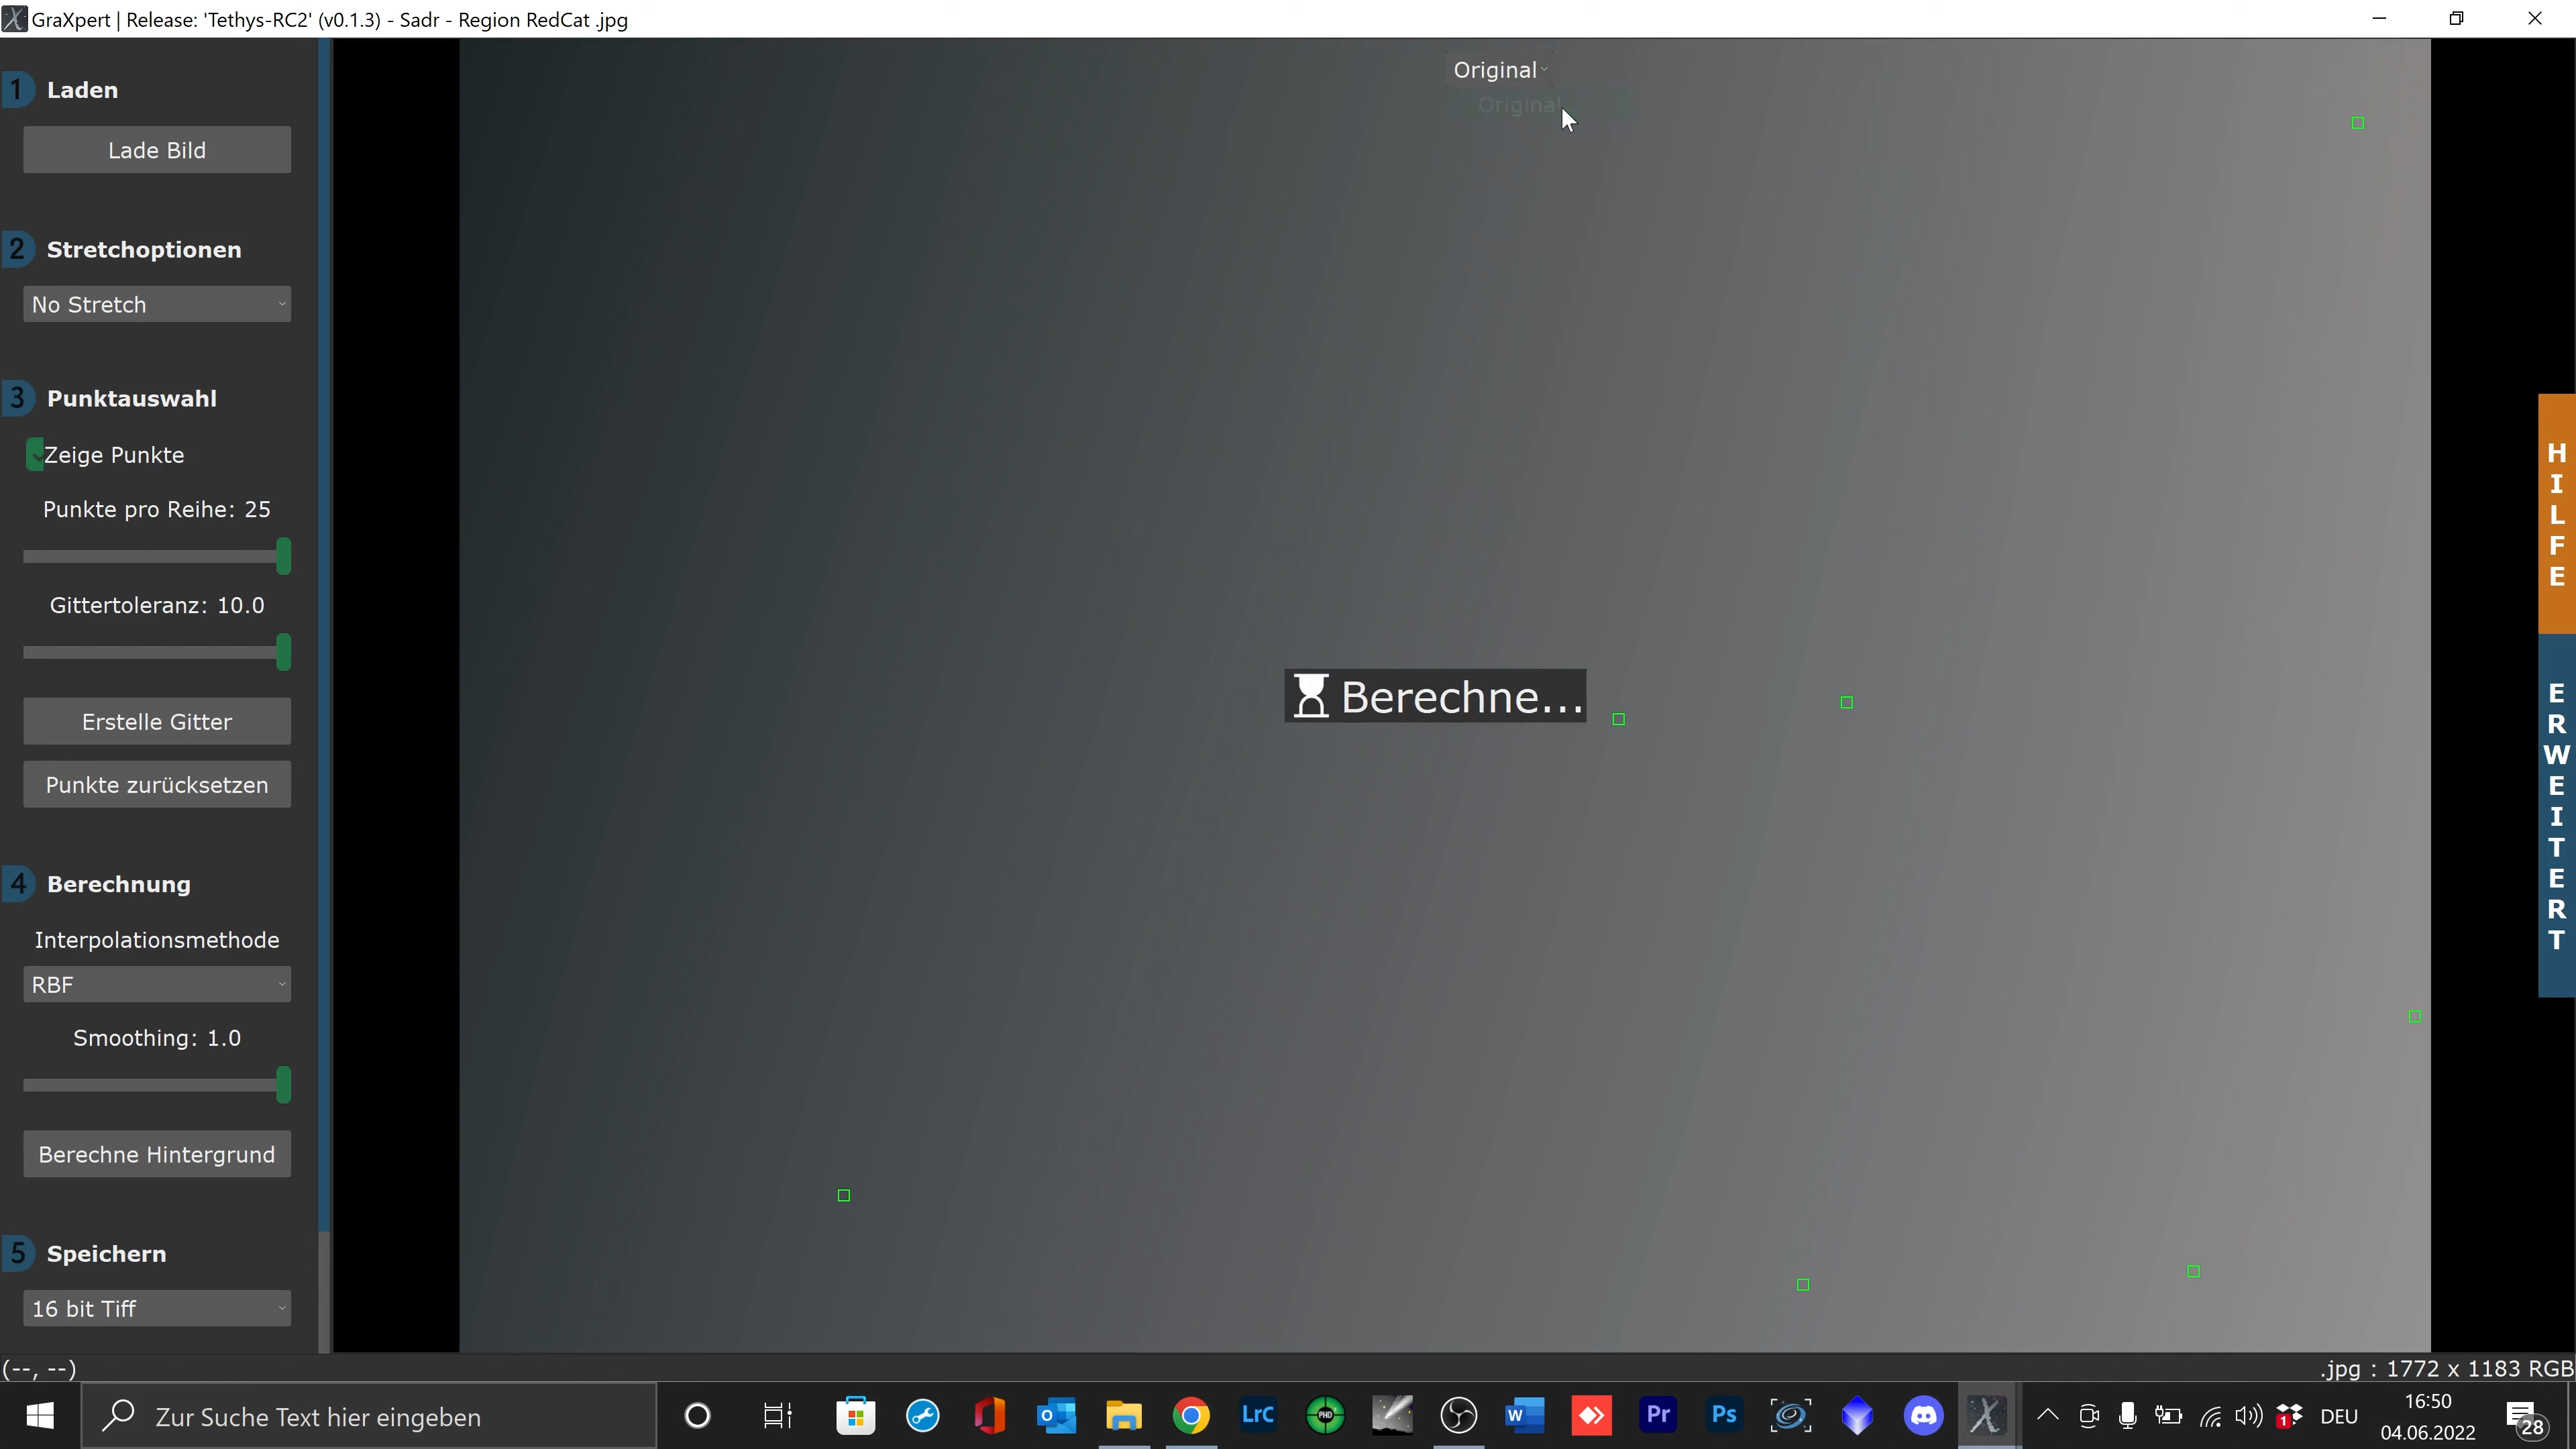 GraXpert | Release: 'Tethys-RC2' (v0.1.3) - Sadr - Region RedCat .jpg
1 Laden
Lade Bild
2 Stretchoptionen
No Stretch
3 Punktauswahl
Zeige Punkte
Punkte pro Reihe: 25
Gittertoleranz: 10.0
Erstelle Gitter
Punkte zurücksetzen
4 Berechnung
Interpolationsmethode
RBF
Smoothing: 1.0
Berechne Hintergrund
5 Speichern
16 bit Tiff
Original
Original
Berechne...
HILFE
ERWEITERT
(--, --)
.jpg : 1772 x 1183 RGB
Zur Suche Text hier eingeben
O
LrC
PHD
W
Pr
Ps
1
DEU
16:50
04.06.2022
28